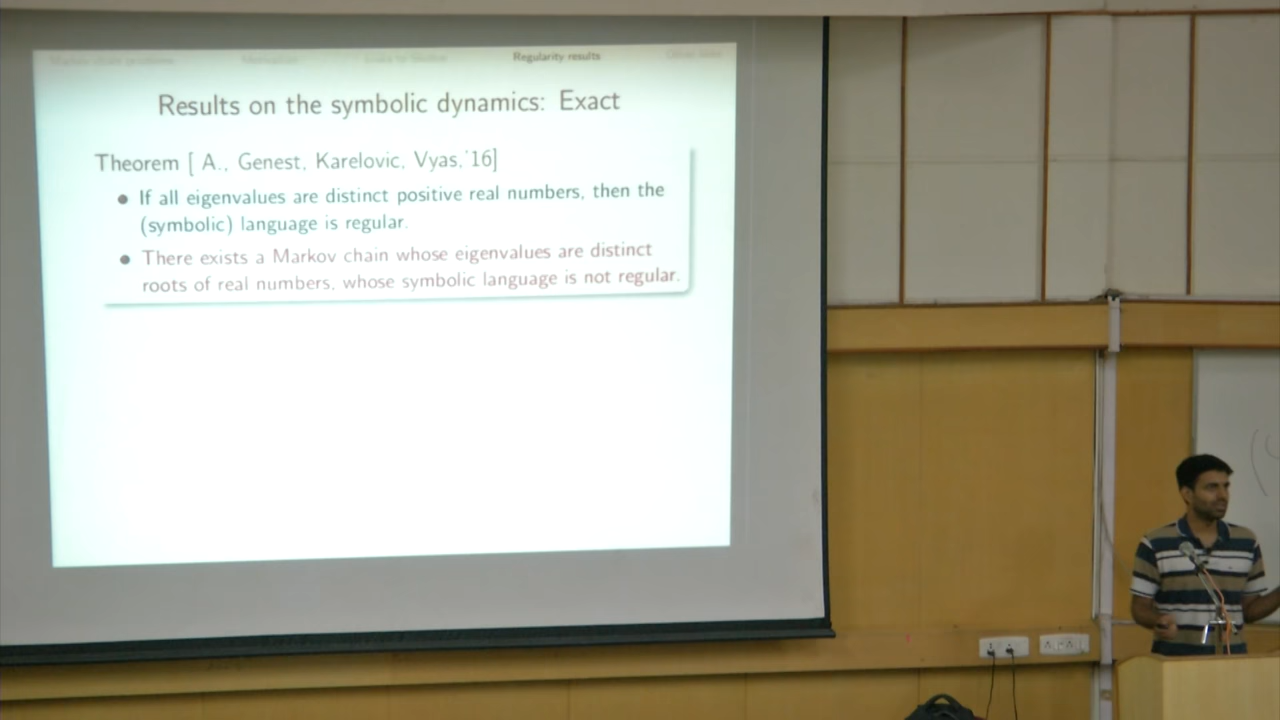 Regularity results
Results on the symbolic dynamics: Exact
Theorem [ A., Genest, Karelovic, Vyas,'16]
● If all eigenvalues are distinct positive real numbers, then the
(symbolic) language is regular.
● There exists a Markov chain whose eigenvalues are distinct
roots of real numbers, whose symbolic language is not regular.